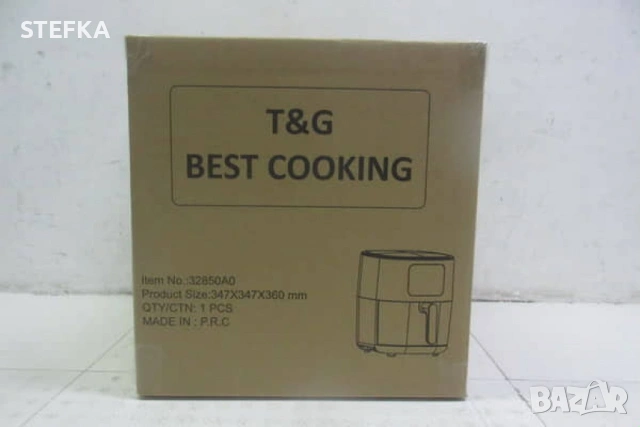 STEFKA
T&G
BEST COOKING
Item No.:32850A0
Product Size:347X347X360 mm
QTY/CTN: 1 PCS
MADE IN : P.R.C
BAZAR